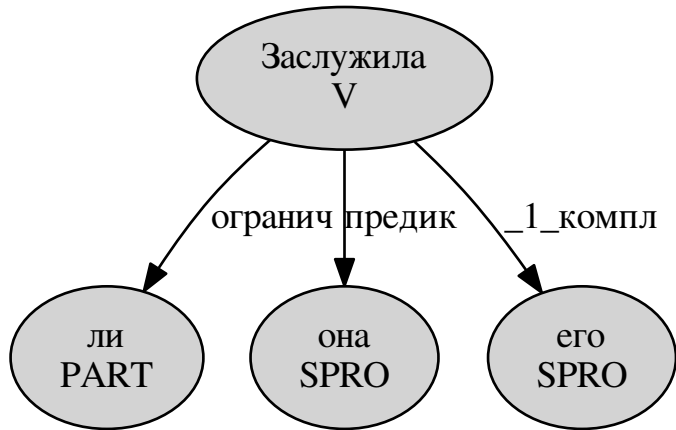 Заслужила
V
огранич предик _1_компл
ли
PART
она
SPRO
его
SPRO